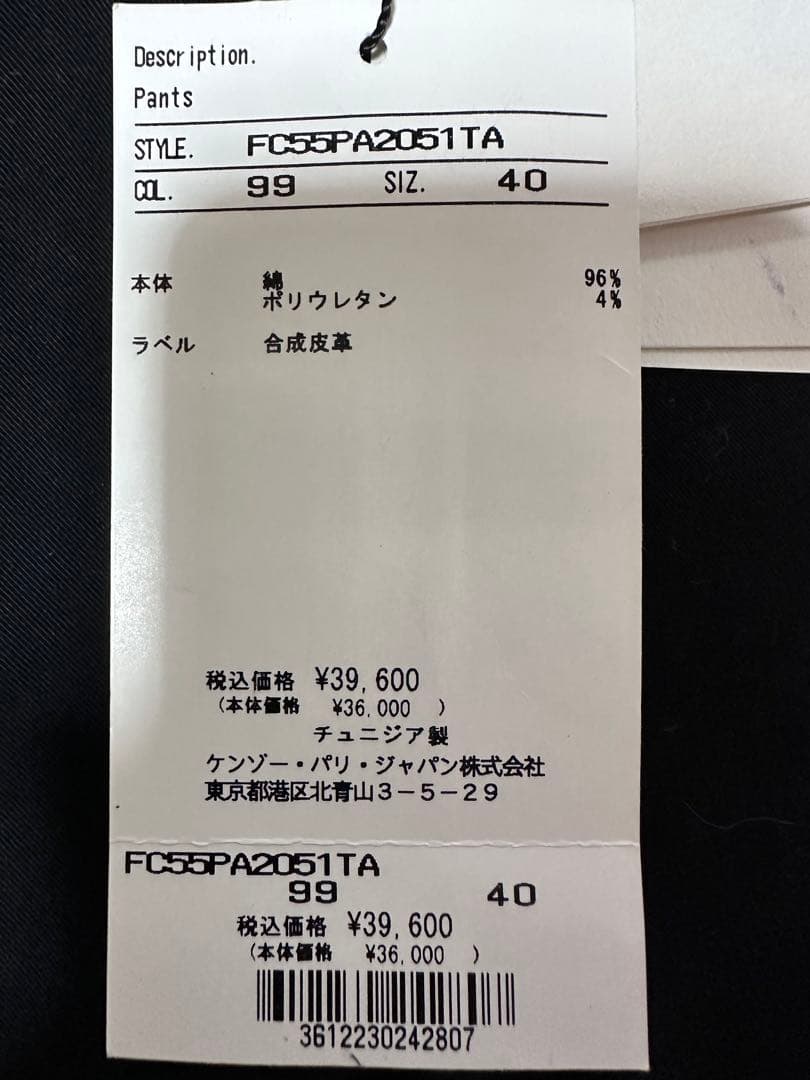 Description.
Pants
STYLE. FC55PA2051TA
COL. 99 SIZ. 40
本体 綿 96%
ポリウレタン 4%
ラベル 合成皮革
税込価格 ¥39,600
(本体価格 ¥36,000 )
チュニジア製
ケンゾー・パリ・ジャパン株式会社
東京都港区北青山3-5-29
FC55PA2051TA
99 40
税込価格 ¥39,600
(本体価格 ¥36,000 )
3612230242807